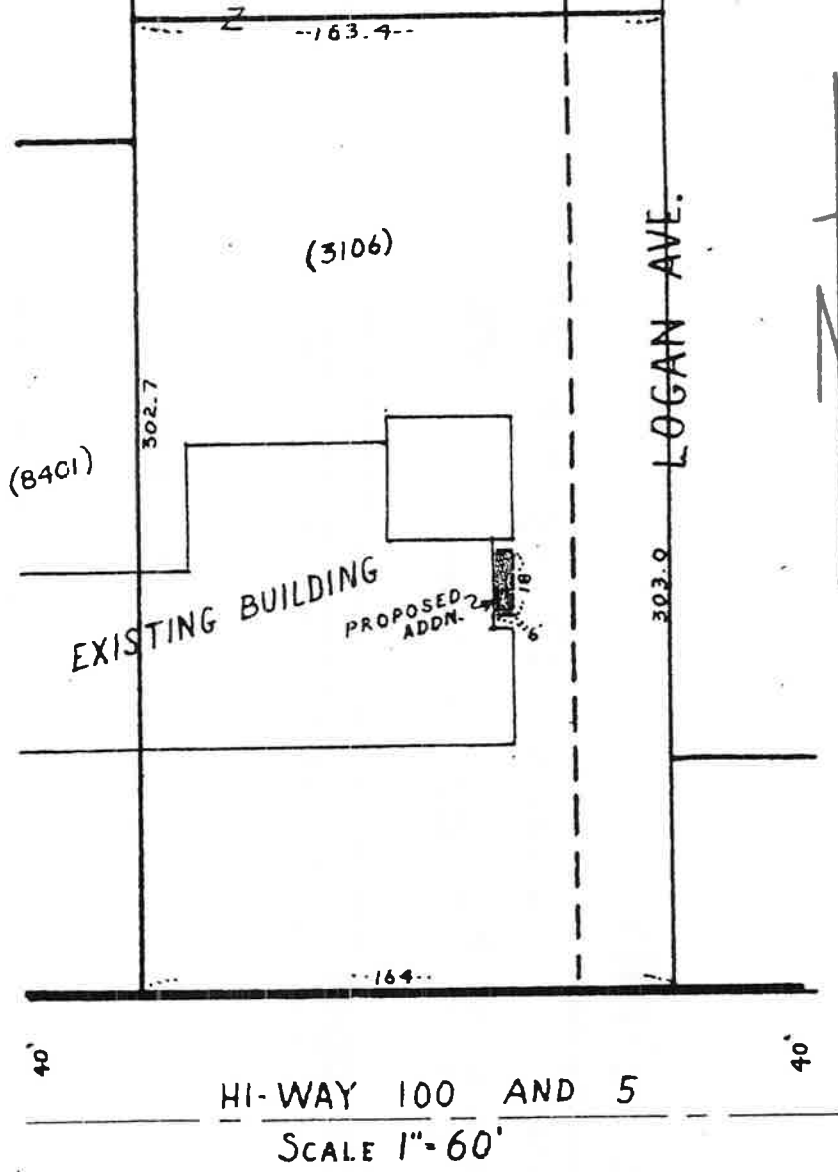 Z
--163.4--
(3106)
LOGAN AVE.
N
302.7
(8401)
EXISTING BUILDING
PROPOSED
ADDN.
18
6'
303.0
--164--
40'
40'
HI-WAY 100 AND 5
SCALE 1"=60'